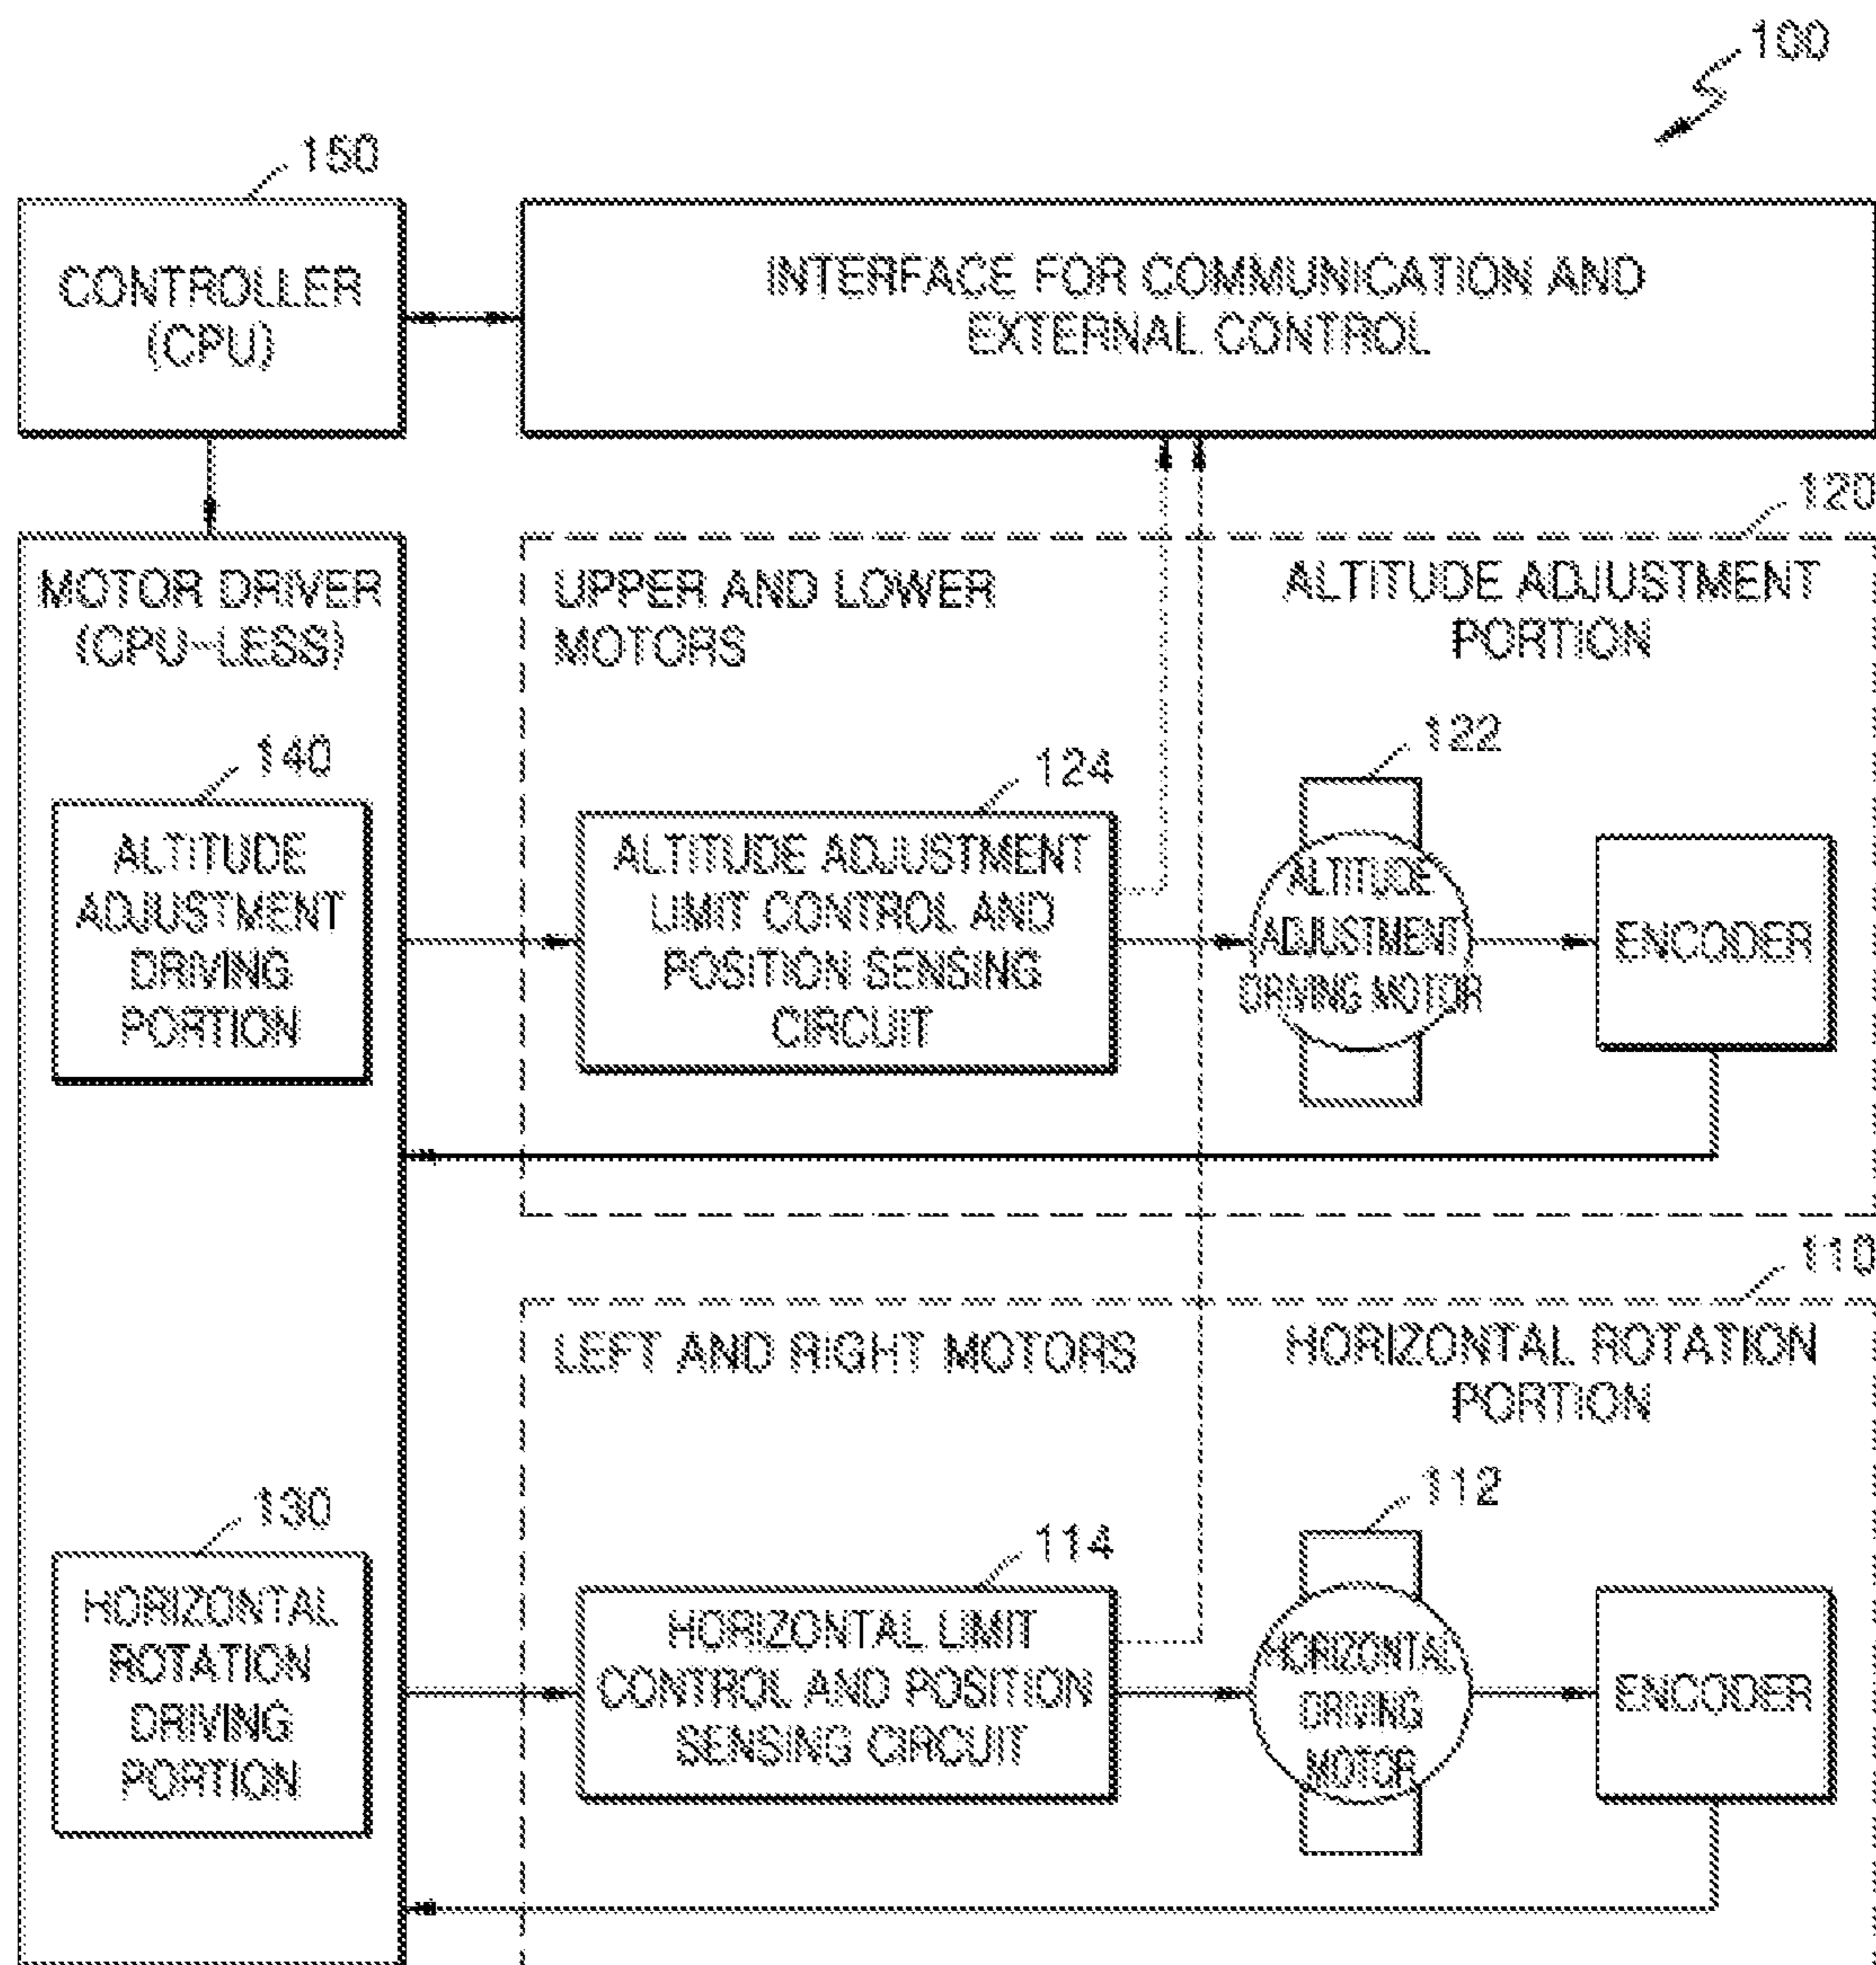 100
150
CONTROLLER
(CPU)
INTERFACE FOR COMMUNICATION AND
EXTERNAL CONTROL
120
MOTOR DRIVER
(CPU-LESS)
UPPER AND LOWER
MOTORS
ALTITUDE ADJUSTMENT
PORTION
140
ALTITUDE
ADJUSTMENT
DRIVING
PORTION
124
ALTITUDE ADJUSTMENT
LIMIT CONTROL AND
POSITION SENSING
CIRCUIT
122
ALTITUDE
ADJUSTMENT
DRIVING MOTOR
ENCODER
110
LEFT AND RIGHT MOTORS
HORIZONTAL ROTATION
PORTION
130
HORIZONTAL
ROTATION
DRIVING
PORTION
114
HORIZONTAL LIMIT
CONTROL AND POSITION
SENSING CIRCUIT
112
HORIZONTAL
DRIVING
MOTOR
ENCODER